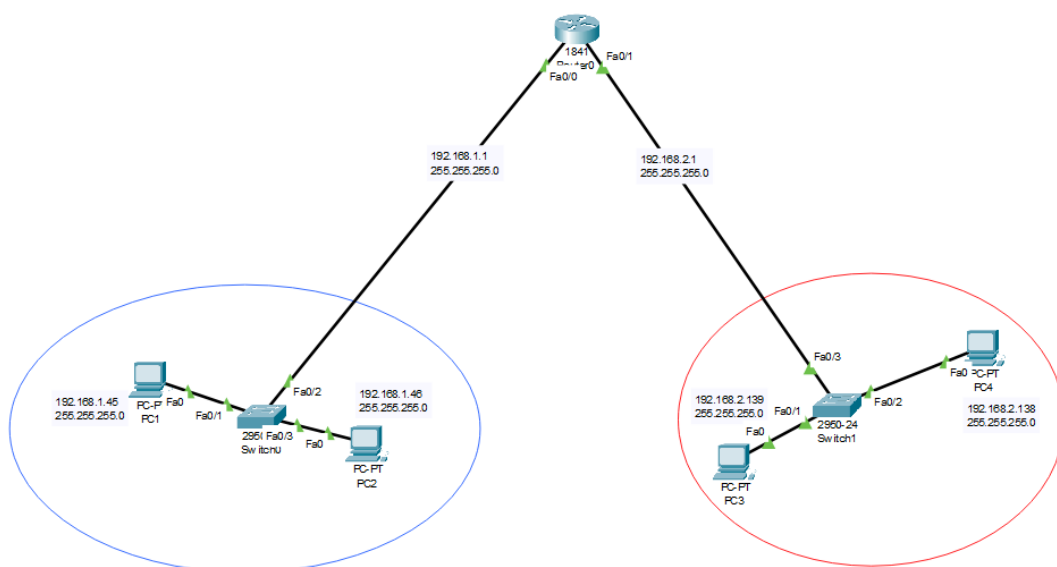 1841
Router0
Fa0/1
Fa0/0
192.168.1.1
255.255.255.0
192.168.2.1
255.255.255.0
192.168.1.45
255.255.255.0
PC1
Fa0
Fa0/1
Fa0/2
Fa0/3
Switch0
192.168.1.46
255.255.255.0
Fa0
PC-PT
PC2
Fa0/3
192.168.2.139
255.255.255.0
Fa0/1
Fa0
PC-PT
PC3
2950-24
Switch1
Fa0/2
Fa0
PC4
192.168.2.138
255.255.255.0